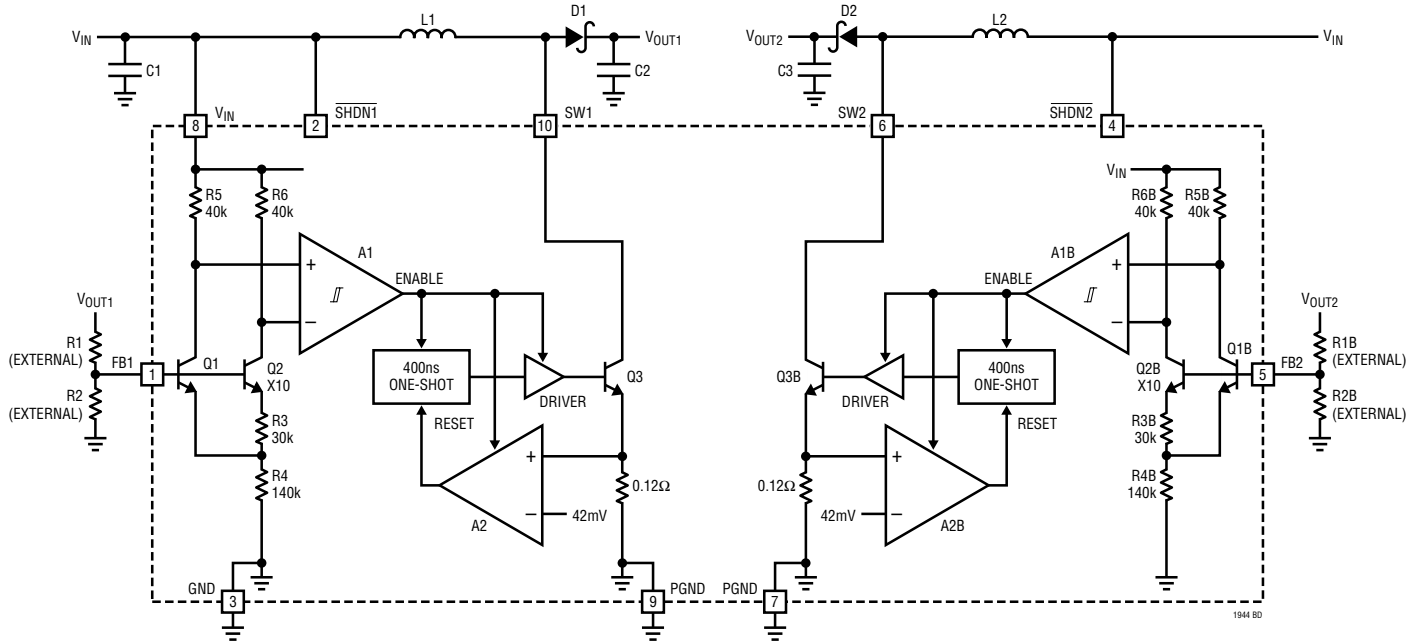 L1
D1
D2
L2
VIN
VOUT1
VOUT2
VIN
C1
C2
C3
8
VIN
2
SHDN1
10
SW1
SW2
6
SHDN2
4
R5
40k
R6
40k
VIN
R6B
40k
R5B
40k
A1
+
−
ENABLE
ENABLE
A1B
+
−
VOUT1
R1
(EXTERNAL)
FB1
1
R2
(EXTERNAL)
Q1
Q2
X10
400ns
ONE-SHOT
DRIVER
Q3
RESET
R3
30k
R4
140k
A2
+
−
42mV
0.12Ω
Q3B
DRIVER
400ns
ONE-SHOT
RESET
0.12Ω
+
−
42mV
A2B
Q2B
X10
Q1B
R3B
30k
R4B
140k
VOUT2
R1B
(EXTERNAL)
5
FB2
R2B
(EXTERNAL)
GND
3
9
PGND
PGND
7
1944 BD